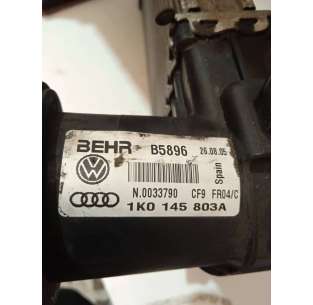 BEHR B5896 26.08.05
Spain
N.0033790 CF9 FR04/C
1K0 145 803A